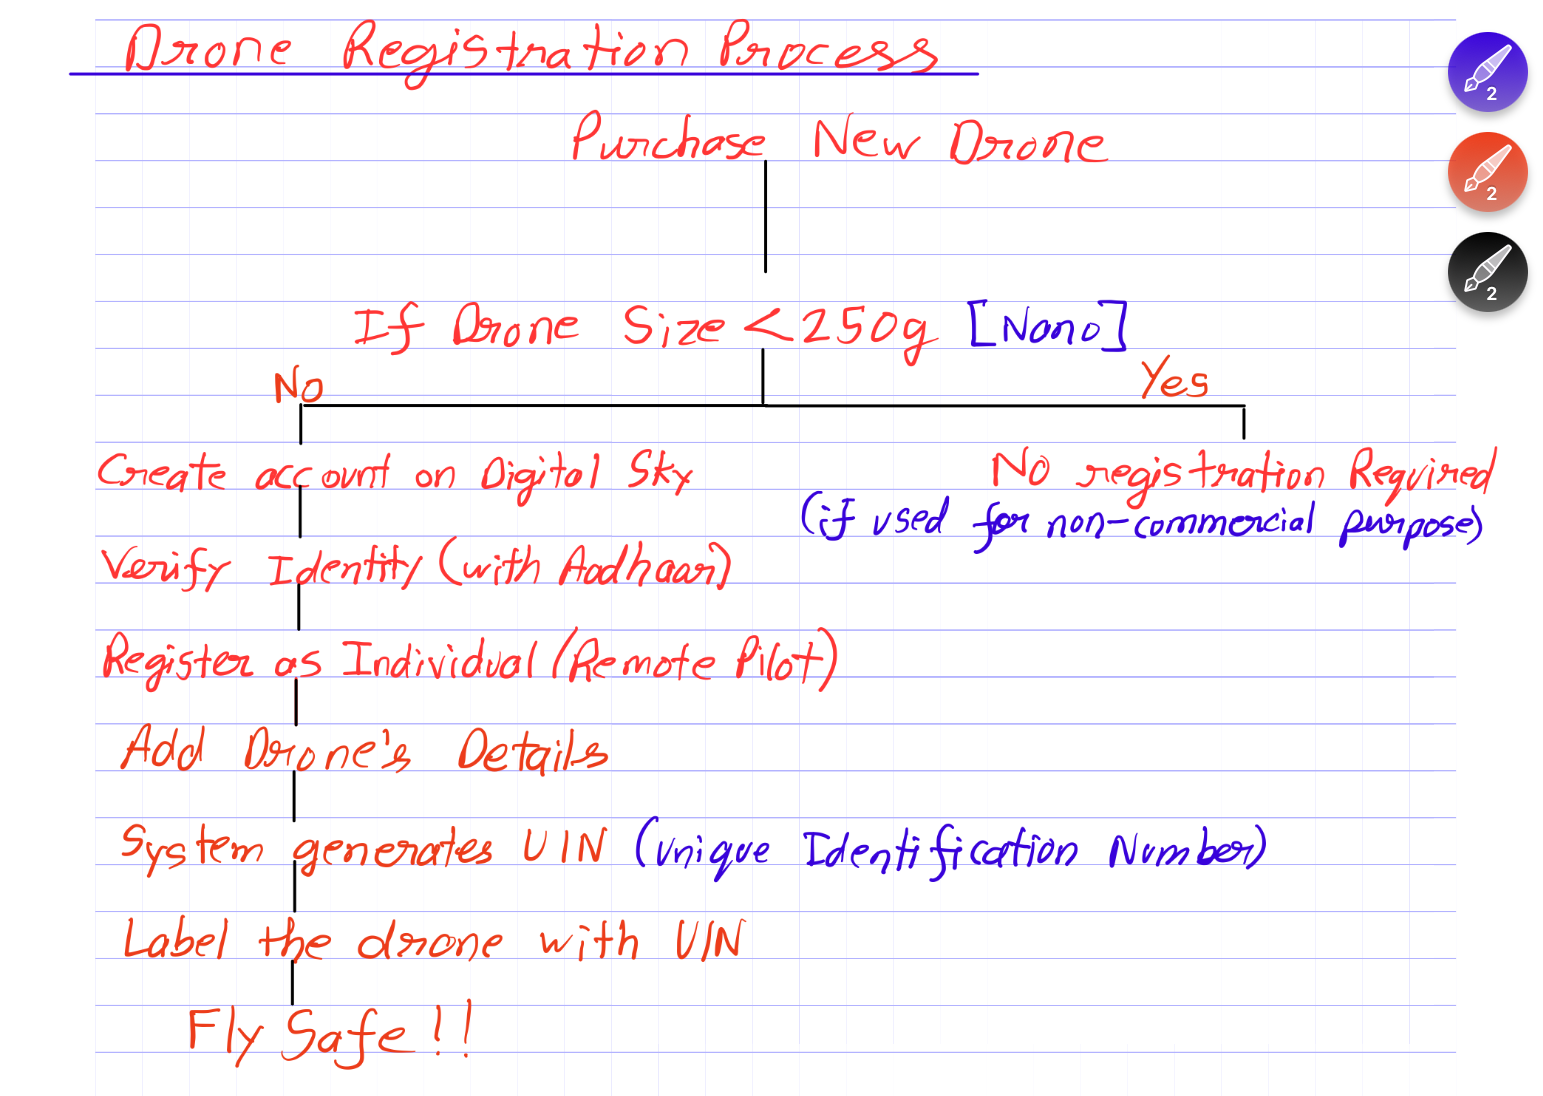 Drone Registration Process
Purchase New Drone
If Drone Size < 250g [Nano]
No
Yes
Create account on Digital Sky
No registration Required
(if used for non-commercial purpose)
Verify Identity (with Aadhaar)
Register as Individual (Remote Pilot)
Add Drone's Details
System generates UIN (Unique Identification Number)
Label the drone with UIN
Fly Safe!!
2
2
2